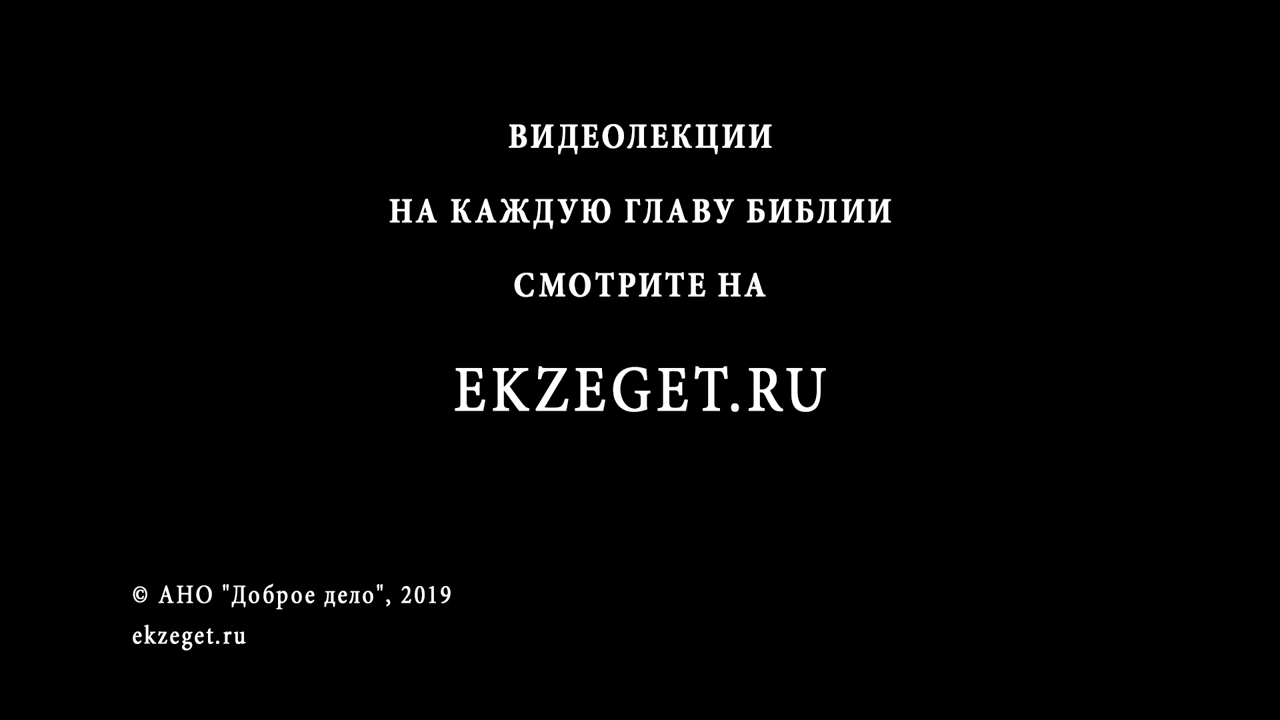 ВИДЕОЛЕКЦИИ
НА КАЖДУЮ ГЛАВУ БИБЛИИ
СМОТРИТЕ НА
EKZEGET.RU
© АНО "Доброе дело", 2019
ekzeget.ru